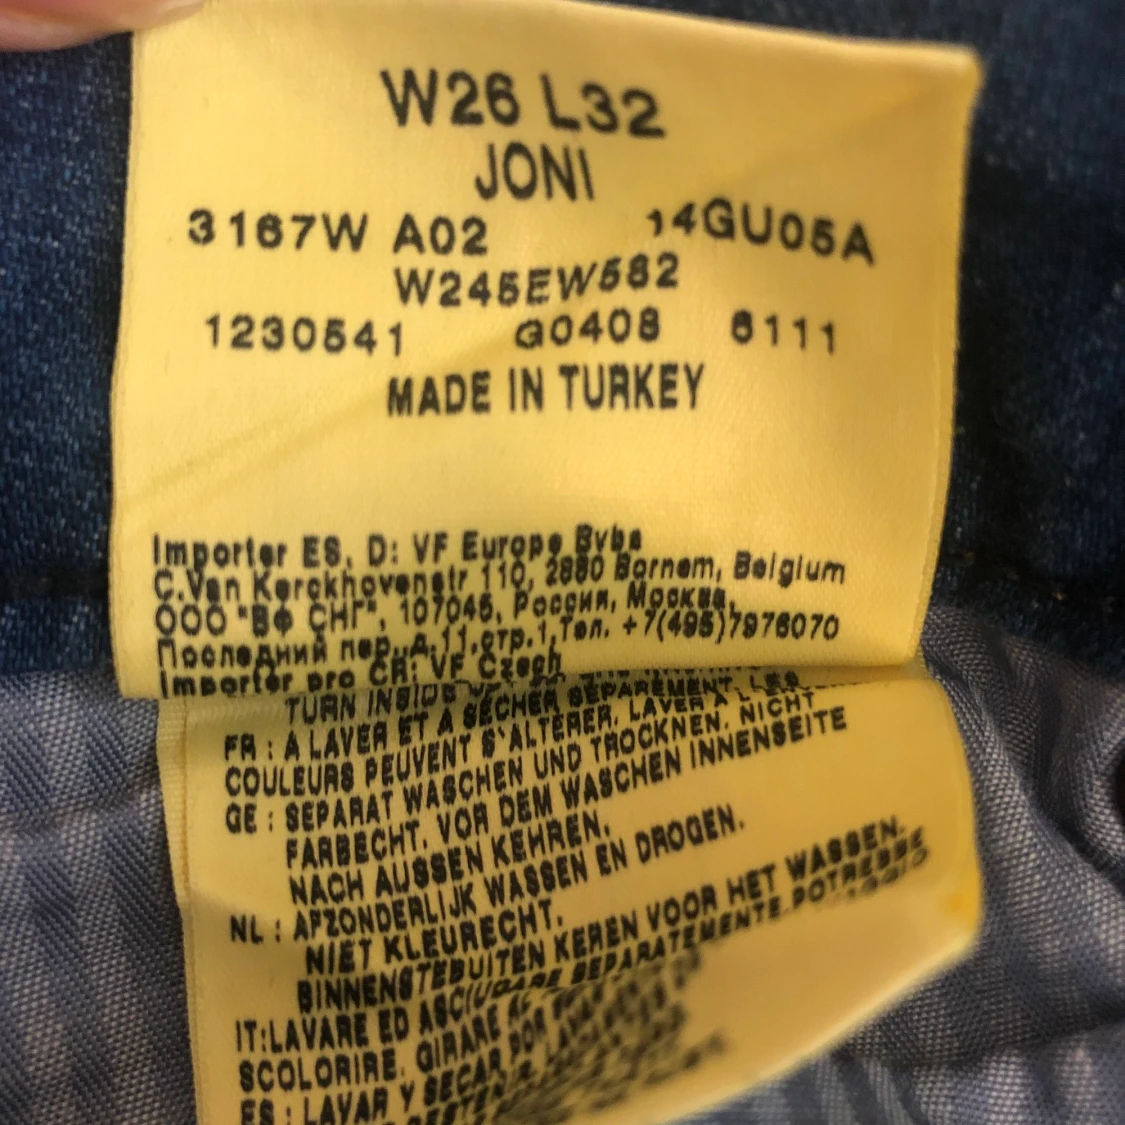 W26 L32
JONI
3167W A02 14GU05A
W245EW582
1230541 G0408 6111
MADE IN TURKEY
Importer ES, D: VF Europe Bvba
C.Van Kerckhovenstr 110, 2880 Bornem, Belgium
ООО "ВФ СНГ", 107045, Россия, Москва,
Последний пер.,д.11,стр.1,Тел. +7(495)7976070
Importer pro CR: VF Czech
TURN INSIDE
FR : A LAVER ET A SECHER SEPAREMENT, LES
COULEURS PEUVENT S'ALTERER. LAVER A L'ENVERS
GE : SEPARAT WASCHEN UND TROCKNEN. NICHT
FARBECHT. VOR DEM WASCHEN INNENSEITE
NACH AUSSEN KEHREN.
NL : AFZONDERLIJK WASSEN EN DROGEN.
NIET KLEURECHT.
BINNENSTEBUITEN KEREN VOOR HET WASSEN.
IT:LAVARE ED ASCIUGARE SEPARATAMENTE.POTREBBE
SCOLORIRE. GIRARE
ES : LAVAR Y SECAR POR